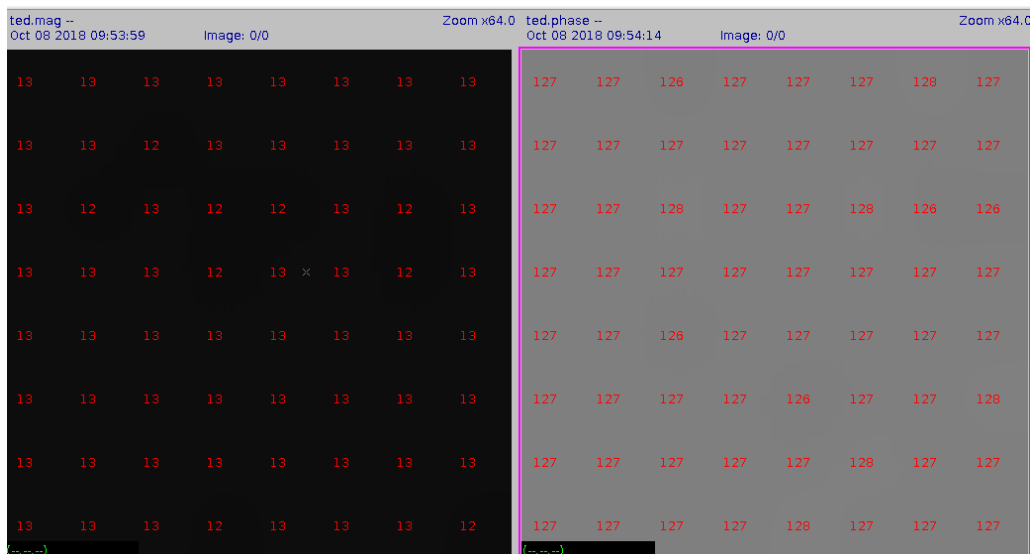 ted.mag -- Zoom x64.0
Oct 08 2018 09:53:59 Image: 0/0
13 13 13 13 13 13 13 13
13 13 12 13 13 13 13 13
13 12 13 12 12 13 12 13
13 13 13 12 13 13 12 13
13 13 13 13 13 13 13 13
13 13 13 13 13 13 13 13
13 13 13 13 13 13 13 13
13 13 13 12 13 13 13 12
(--,--,--)
ted.phase -- Zoom x64.0
Oct 08 2018 09:54:14 Image: 0/0
127 127 126 127 127 127 128 127
127 127 127 127 127 127 127 127
127 127 128 127 127 128 126 126
127 127 127 127 127 127 127 127
127 127 126 127 127 127 127 127
127 127 127 127 126 127 127 128
127 127 127 127 127 128 127 127
127 127 127 127 128 127 127 127
(--,--,--)